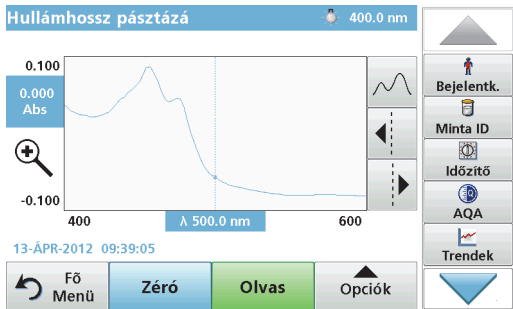 Hullámhossz pásztázá
400.0 nm
0.100
0.000
Abs
-0.100
400
λ 500.0 nm
600
13-ÁPR-2012 09:39:05
Fõ
Menü
Zéró
Olvas
Opciók
Bejelentk.
Minta ID
Időzítő
AQA
Trendek